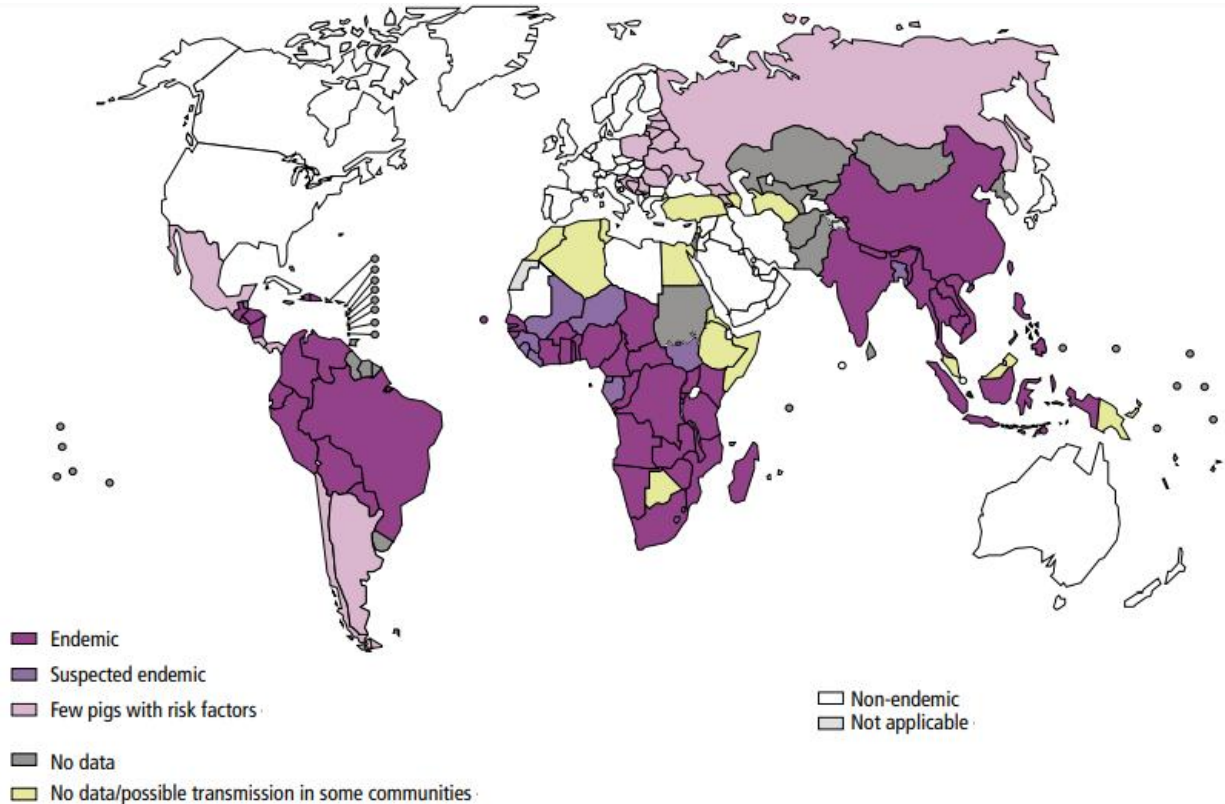 Endemic
Suspected endemic
Few pigs with risk factors
No data
No data/possible transmission in some communities
Non-endemic
Not applicable